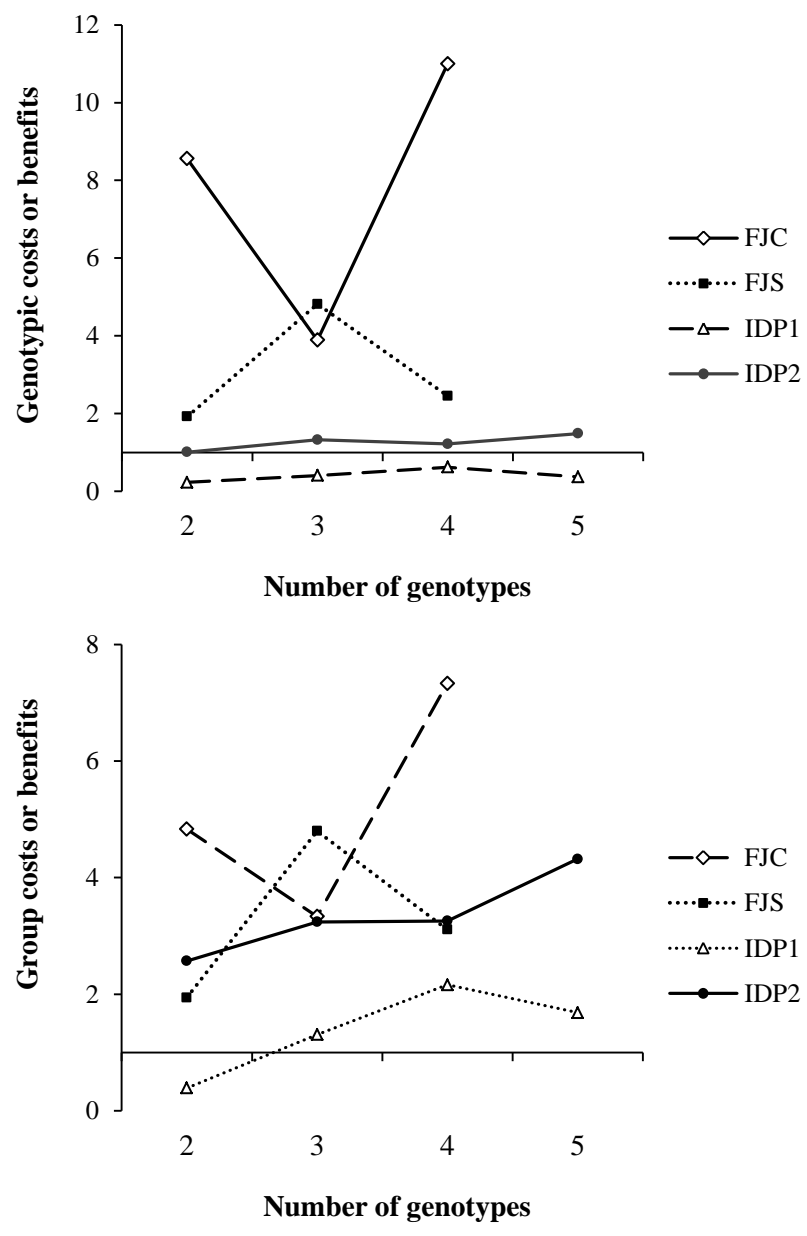 12
10
8
6
4
2
0
Genotypic costs or benefits
2 3 4 5
Number of genotypes
FJC
FJS
IDP1
IDP2
8
6
4
2
0
Group costs or benefits
2 3 4 5
Number of genotypes
FJC
FJS
IDP1
IDP2